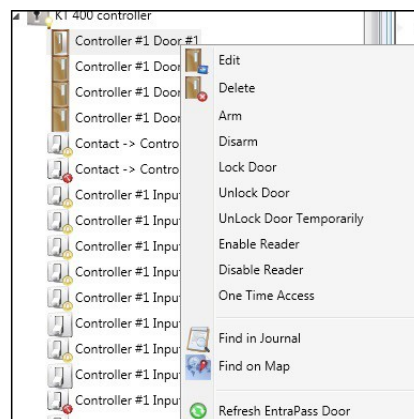 KT 400 controller
Controller #1 Door #1
Controller #1 Door
Controller #1 Door
Controller #1 Door
Contact -> Contro
Contact -> Contro
Controller #1 Inpu
Controller #1 Inpu
Controller #1 Inpu
Controller #1 Inpu
Controller #1 Inpu
Controller #1 Inpu
Controller #1 Inpu
Controller #1 Inpu
Controller #1 Inpu
Edit
Delete
Arm
Disarm
Lock Door
Unlock Door
UnLock Door Temporarily
Enable Reader
Disable Reader
One Time Access
Find in Journal
Find on Map
Refresh EntraPass Door